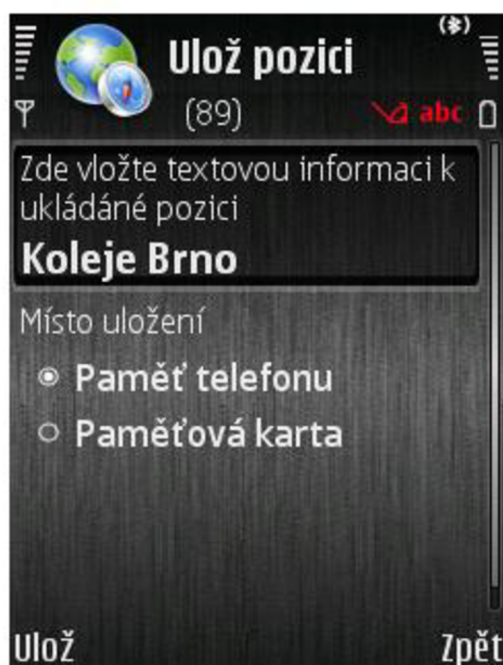 Ulož pozici
(89)
abc
Zde vložte textovou informaci k
ukládáné pozici
Koleje Brno
Místo uložení
Paměť telefonu
Paměťová karta
Ulož
Zpět